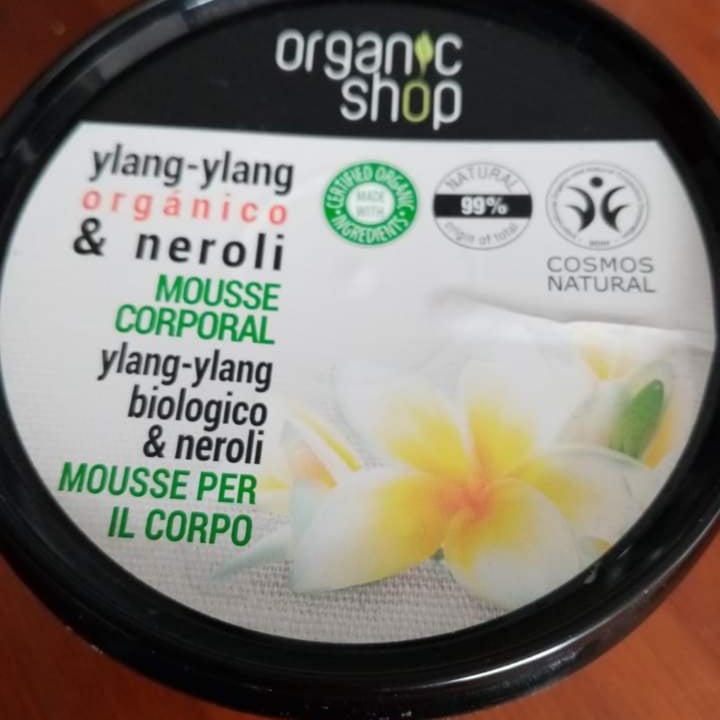 organic
shop
ylang-ylang
orgánico
& neroli
MOUSSE
CORPORAL
ylang-ylang
biologico
& neroli
MOUSSE PER
IL CORPO
CERTIFIED ORGANIC
MADE
WITH
INGREDIENTS
NATURAL
99%
origin of total
COSMOS
NATURAL